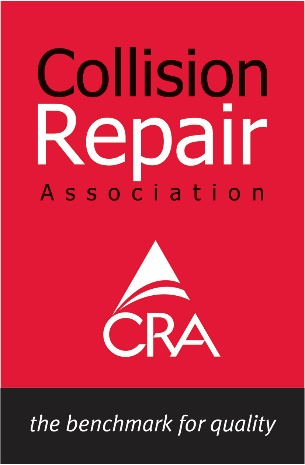 Collision
Repair
Association
CRA
the benchmark for quality